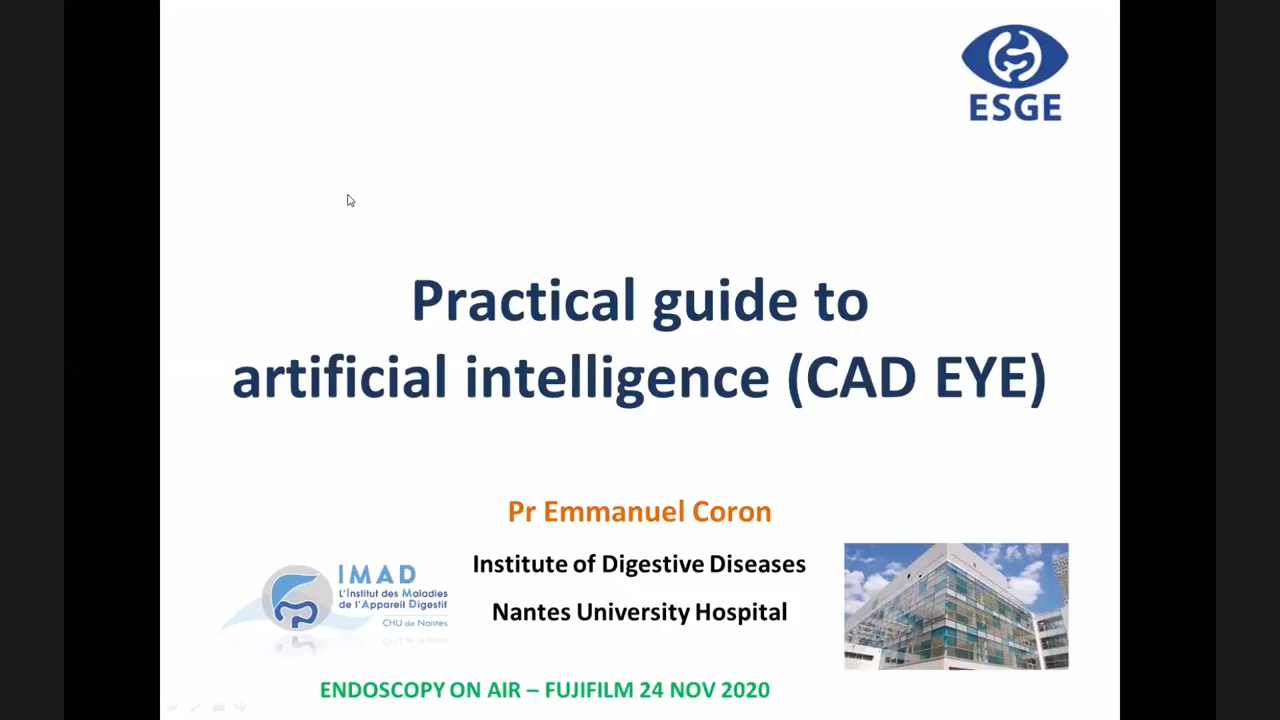 ESGE
Practical guide to
artificial intelligence (CAD EYE)
Pr Emmanuel Coron
Institute of Digestive Diseases
Nantes University Hospital
IMAD
L'Institut des Maladies
de l'Appareil Digestif
CHU de Nantes
ENDOSCOPY ON AIR – FUJIFILM 24 NOV 2020